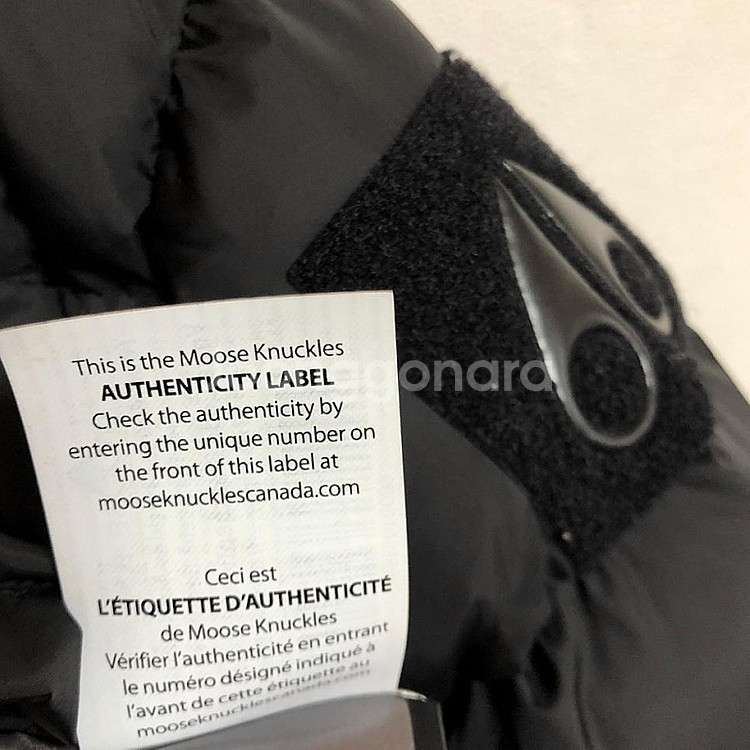 This is the Moose Knuckles
AUTHENTICITY LABEL
Check the authenticity by
entering the unique number on
the front of this label at
mooseknucklescanada.com
Ceci est
L'ÉTIQUETTE D'AUTHENTICITÉ
de Moose Knuckles
Vérifier l'authenticité en entrant
le numéro désigné indiqué à
l'avant de cette étiquette au
mooseknucklescanada.com